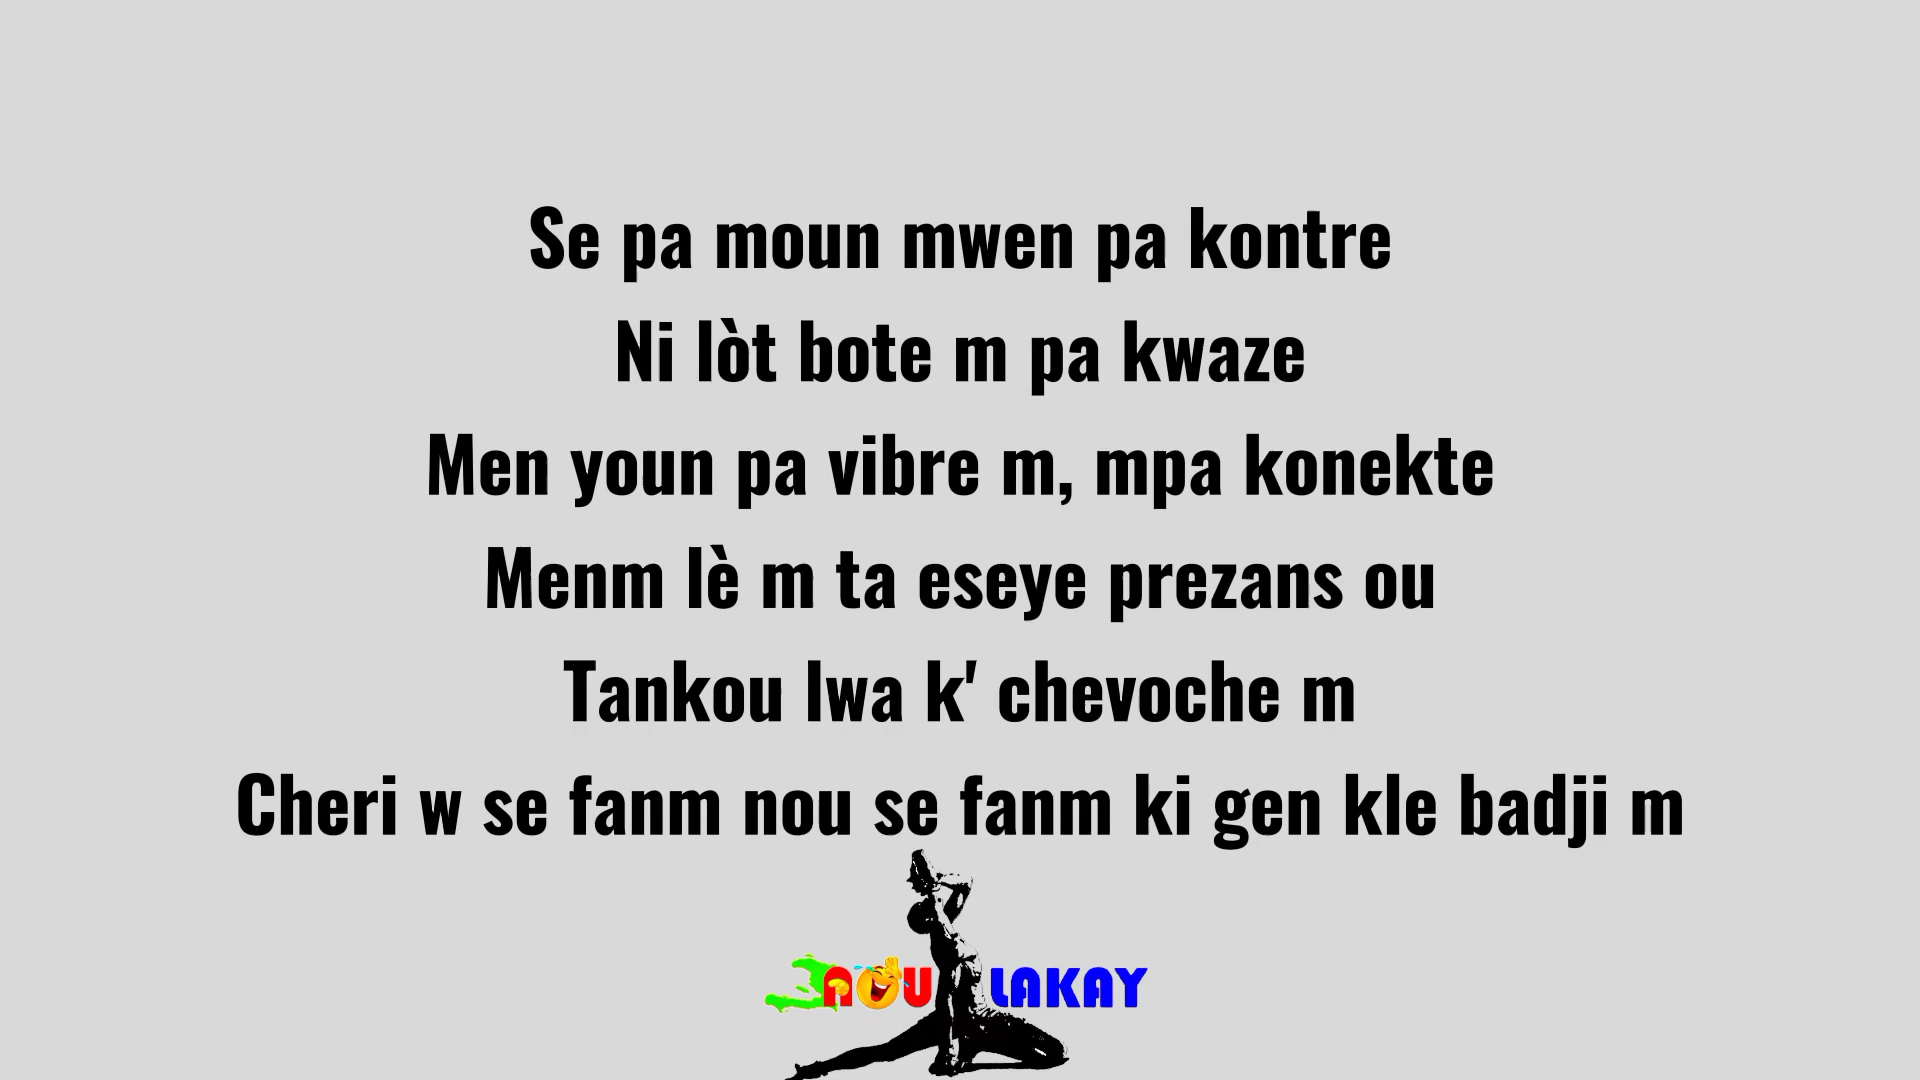 Se pa moun mwen pa kontre
Ni lòt bote m pa kwaze
Men youn pa vibre m, mpa konekte
Menm lè m ta eseye prezans ou
Tankou lwa k' chevoche m
Cheri w se fanm nou se fanm ki gen kle badji m
NOU LAKAY